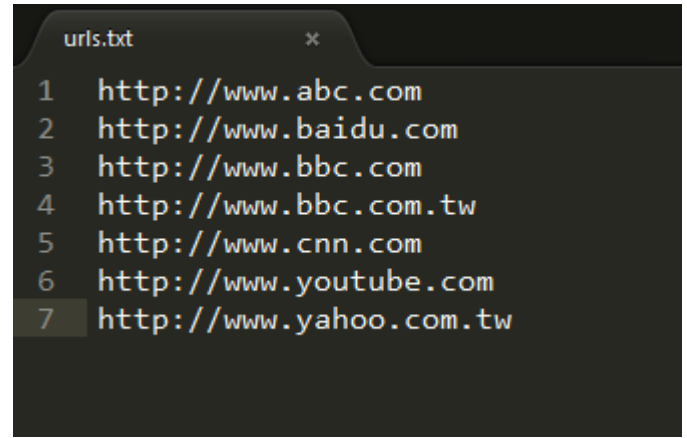 urls.txt ×
1 http://www.abc.com
2 http://www.baidu.com
3 http://www.bbc.com
4 http://www.bbc.com.tw
5 http://www.cnn.com
6 http://www.youtube.com
7 http://www.yahoo.com.tw